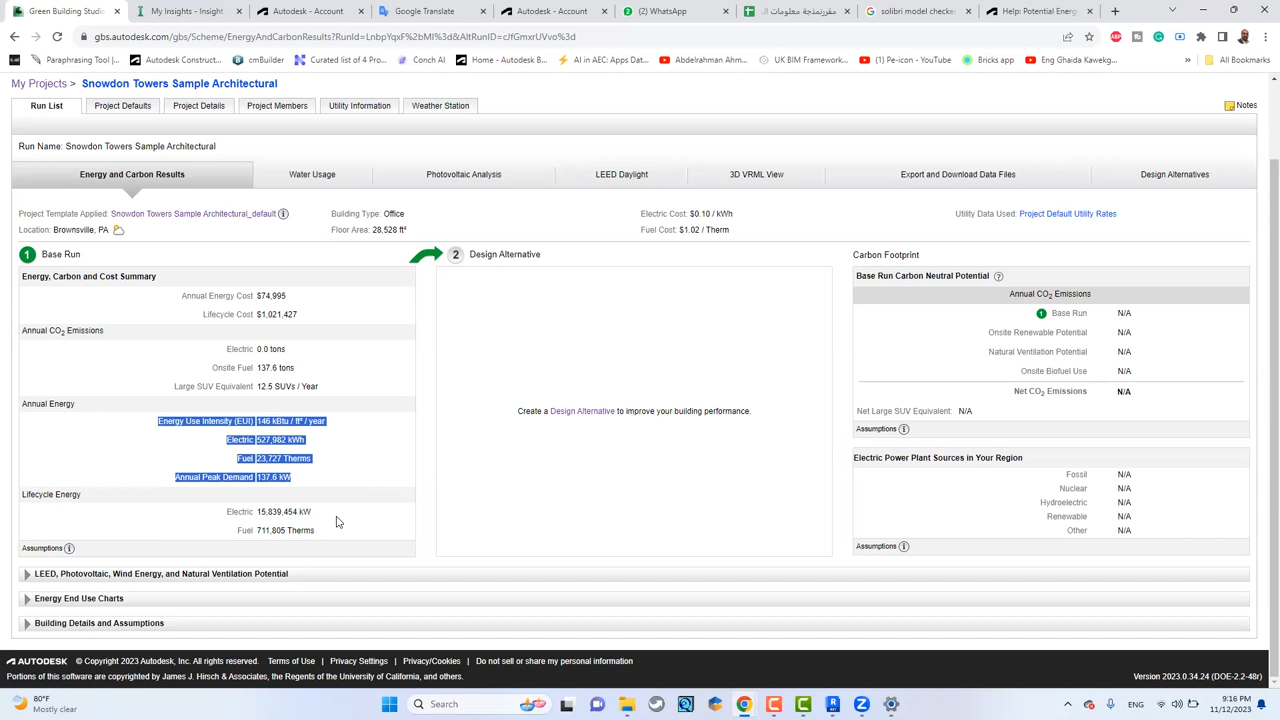 Green Building Studio
My Insights - Insight
Autodesk - Account
Google Translate
Autodesk - Account
(2) WhatsApp
مقررنمذجة معلومات الـ
solibri model checker
Help: Potential Energy
gbs.autodesk.com/gbs/Scheme/EnergyAndCarbonResults?RunId=LnbpYqxF%2bMI%3d&AltRunID=cJfGmxrUVvo%3d
Paraphrasing Tool |
Autodesk Construct...
cmBuilder
Curated list of 4 Pro...
Conch AI
Home - Autodesk B...
AI in AEC: Apps Dat...
Abdelrahman Ahm...
UK BIM Framework...
(1) Pe-icon - YouTube
Bricks app
Eng Ghaida Kawekg...
All Bookmarks
My Projects > Snowdon Towers Sample Architectural
Run List
Project Defaults
Project Details
Project Members
Utility Information
Weather Station
Notes
Run Name: Snowdon Towers Sample Architectural
Energy and Carbon Results
Water Usage
Photovoltaic Analysis
LEED Daylight
3D VRML View
Export and Download Data Files
Design Alternatives
Project Template Applied: Snowdon Towers Sample Architectural_default
Building Type: Office
Electric Cost: $0.10 / kWh
Utility Data Used: Project Default Utility Rates
Location: Brownsville, PA
Floor Area: 28,528 ft²
Fuel Cost: $1.02 / Therm
1 Base Run
2 Design Alternative
Carbon Footprint
Energy, Carbon and Cost Summary
Annual Energy Cost $74,995
Lifecycle Cost $1,021,427
Annual CO2 Emissions
Electric 0.0 tons
Onsite Fuel 137.6 tons
Large SUV Equivalent 12.5 SUVs / Year
Annual Energy
Energy Use Intensity (EUI) 146 kBtu / ft² / year
Electric 527,982 kWh
Fuel 23,727 Therms
Annual Peak Demand 137.6 kW
Lifecycle Energy
Electric 15,839,454 kW
Fuel 711,805 Therms
Assumptions
Create a Design Alternative to improve your building performance.
Base Run Carbon Neutral Potential
Annual CO2 Emissions
1 Base Run N/A
Onsite Renewable Potential N/A
Natural Ventilation Potential N/A
Onsite Biofuel Use N/A
Net CO2 Emissions N/A
Net Large SUV Equivalent: N/A
Assumptions
Electric Power Plant Sources in Your Region
Fossil N/A
Nuclear N/A
Hydroelectric N/A
Renewable N/A
Other N/A
Assumptions
LEED, Photovoltaic, Wind Energy, and Natural Ventilation Potential
Energy End Use Charts
Building Details and Assumptions
AUTODESK © Copyright 2023 Autodesk, Inc. All rights reserved. Terms of Use | Privacy Settings | Privacy/Cookies | Do not sell or share my personal information
Portions of this software are copyrighted by James J. Hirsch & Associates, the Regents of the University of California, and others.
Version 2023.0.34.24 (DOE-2.2-48r)
80°F
Mostly clear
Search
ENG
9:16 PM
11/12/2023